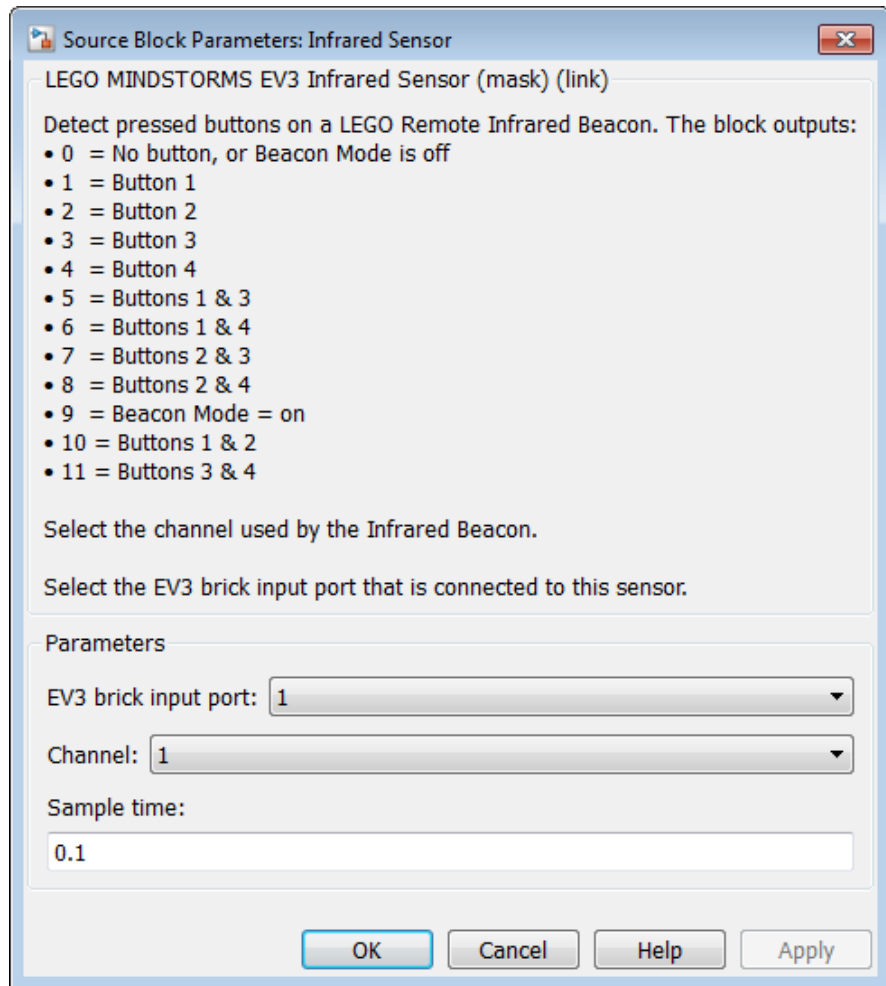 Source Block Parameters: Infrared Sensor
LEGO MINDSTORMS EV3 Infrared Sensor (mask) (link)
Detect pressed buttons on a LEGO Remote Infrared Beacon. The block outputs:
• 0 = No button, or Beacon Mode is off
• 1 = Button 1
• 2 = Button 2
• 3 = Button 3
• 4 = Button 4
• 5 = Buttons 1 & 3
• 6 = Buttons 1 & 4
• 7 = Buttons 2 & 3
• 8 = Buttons 2 & 4
• 9 = Beacon Mode = on
• 10 = Buttons 1 & 2
• 11 = Buttons 3 & 4
Select the channel used by the Infrared Beacon.
Select the EV3 brick input port that is connected to this sensor.
Parameters
EV3 brick input port: 1
Channel: 1
Sample time:
0.1
OK Cancel Help Apply